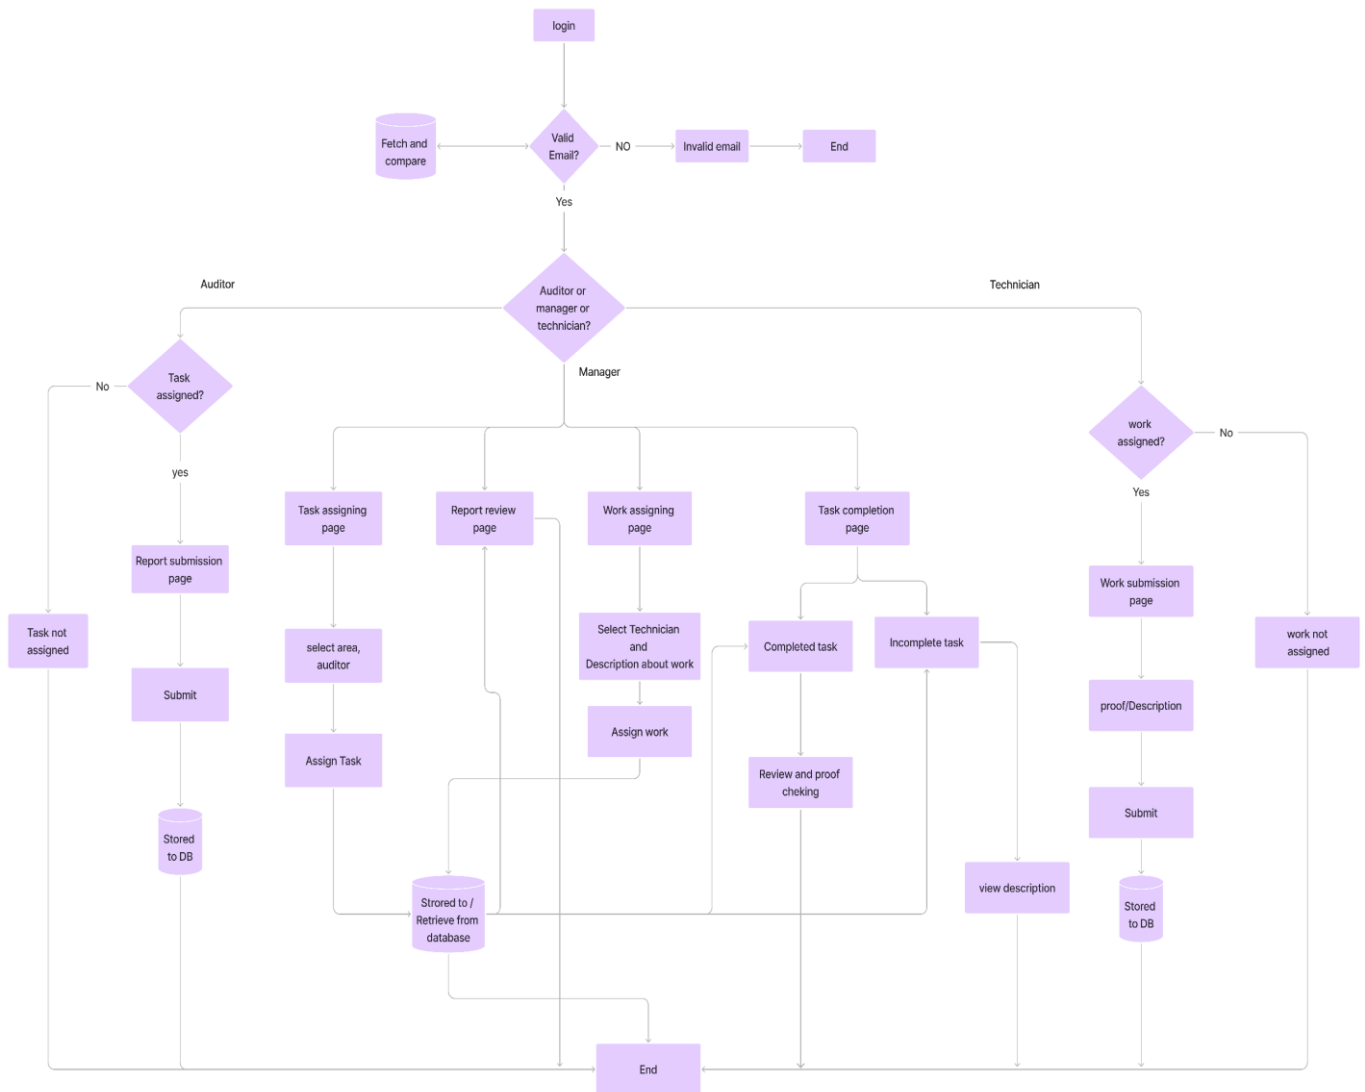 login
Fetch and
compare
Valid
Email?
NO
Invalid email
End
Yes
Auditor
Auditor or
manager or
technician?
Technician
Manager
No
Task
assigned?
yes
work
assigned?
No
Yes
Task assigning
page
Report review
page
Work assigning
page
Task completion
page
Report submission
page
Work submission
page
Task not
assigned
select area,
auditor
Select Technician
and
Description about work
Completed task
Incomplete task
work not
assigned
Submit
Assign work
proof/Description
Assign Task
Review and proof
cheking
Submit
Stored
to DB
Strored to /
Retrieve from
database
view description
Stored
to DB
End